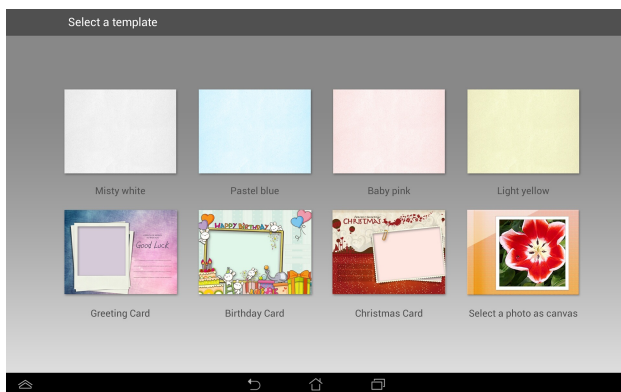 Select a template
Misty white
Pastel blue
Baby pink
Light yellow
Good Luck
HAPPY BIRTHDAY
CHRISTMAS
Greeting Card
Birthday Card
Christmas Card
Select a photo as canvas